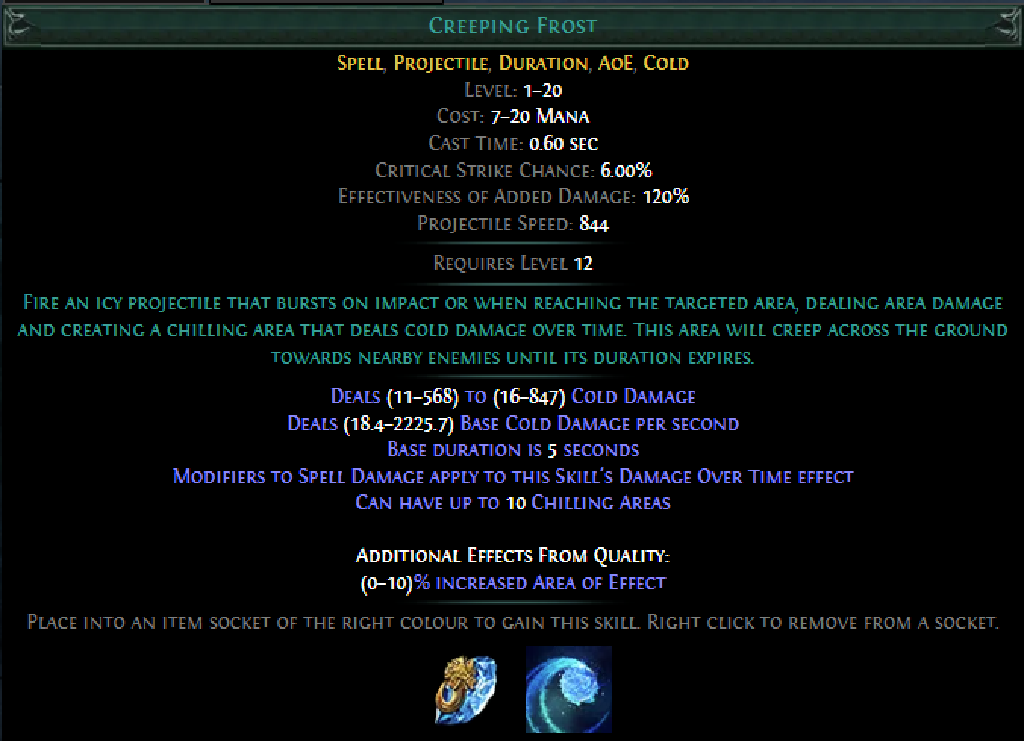 Creeping Frost
Spell, Projectile, Duration, AoE, Cold
Level: 1–20
Cost: 7–20 Mana
Cast Time: 0.60 sec
Critical Strike Chance: 6.00%
Effectiveness of Added Damage: 120%
Projectile Speed: 844
Requires Level 12
Fire an icy projectile that bursts on impact or when reaching the targeted area, dealing area damage
and creating a chilling area that deals cold damage over time. This area will creep across the ground
towards nearby enemies until its duration expires.
Deals (11–568) to (16–847) Cold Damage
Deals (18.4–2225.7) Base Cold Damage per second
Base duration is 5 seconds
Modifiers to Spell Damage apply to this Skill's Damage Over Time effect
Can have up to 10 Chilling Areas
Additional Effects From Quality:
(0–10)% increased Area of Effect
Place into an item socket of the right colour to gain this skill. Right click to remove from a socket.